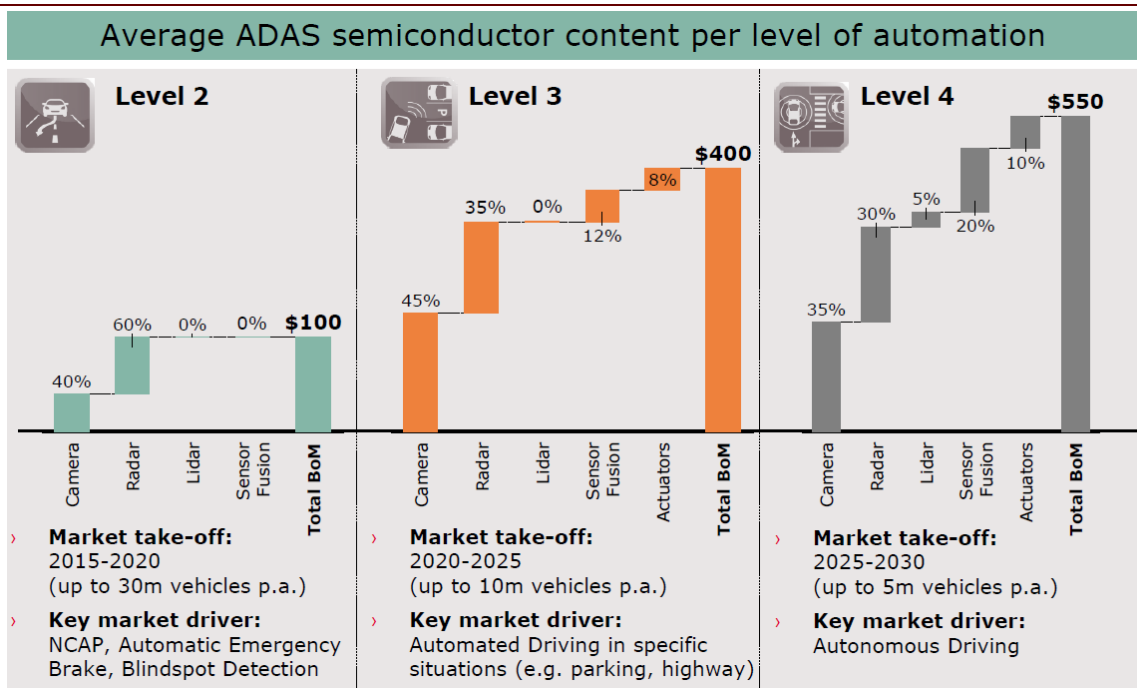 Average ADAS semiconductor content per level of automation
Level 2
40%
60%
0%
0%
$100
Camera
Radar
Lidar
Sensor
Fusion
Total BoM
› Market take-off:
2015-2020
(up to 30m vehicles p.a.)
› Key market driver:
NCAP, Automatic Emergency
Brake, Blindspot Detection
Level 3
P
45%
35%
0%
12%
8%
$400
Camera
Radar
Lidar
Sensor
Fusion
Actuators
Total BoM
› Market take-off:
2020-2025
(up to 10m vehicles p.a.)
› Key market driver:
Automated Driving in specific
situations (e.g. parking, highway)
Level 4
35%
30%
5%
20%
10%
$550
Camera
Radar
Lidar
Sensor
Fusion
Actuators
Total BoM
› Market take-off:
2025-2030
(up to 5m vehicles p.a.)
› Key market driver:
Autonomous Driving